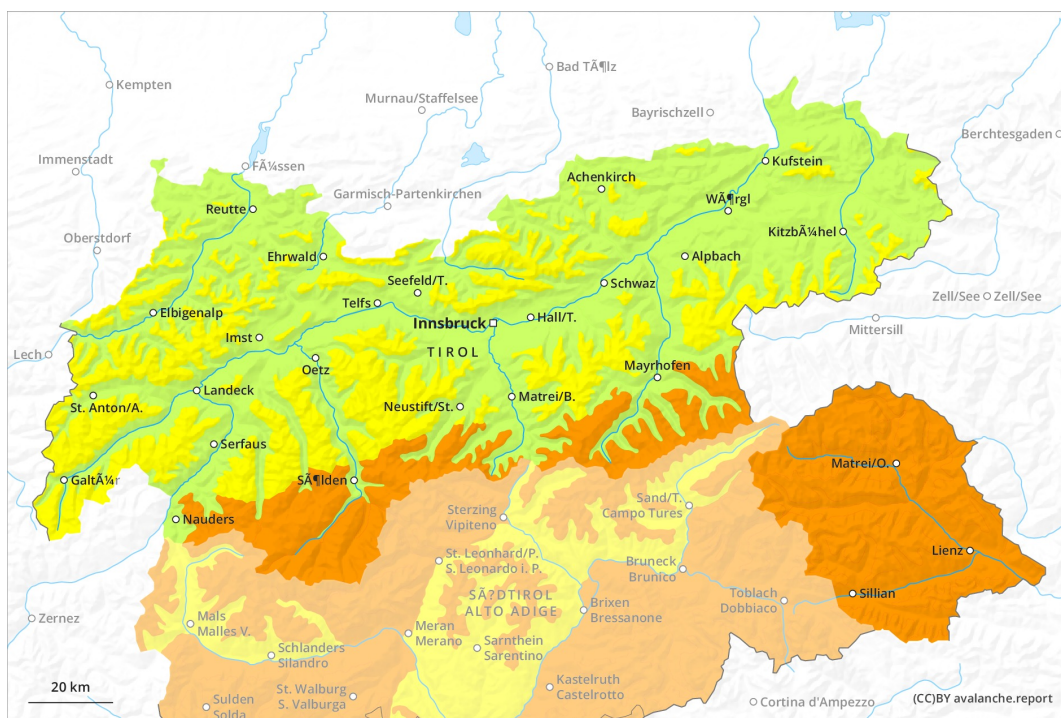 Kempten
Bad TÃ¶lz
Murnau/Staffelsee
Bayrischzell
Berchtesgaden
Immenstadt
FÃ¼ssen
Kufstein
Garmisch-Partenkirchen
Achenkirch
Reutte
WÃ¶rgl
Oberstdorf
KitzbÃ¼hel
Ehrwald
Alpbach
Seefeld/T.
Schwaz
Zell/See
Zell/See
Telfs
Elbigenalp
Hall/T.
Innsbruck
Mittersill
Imst
TIROL
Lech
Oetz
Mayrhofen
Landeck
St. Anton/A.
Matrei/B.
Neustift/St.
Serfaus
Matrei/O.
GaltÃ¼r
SÃ¶lden
Sand/T.
Campo Tures
Nauders
Sterzing
Vipiteno
Lienz
St. Leonhard/P.
S. Leonardo i. P.
Bruneck
Brunico
Sillian
SÃ?DTIROL
ALTO ADIGE
Toblach
Dobbiaco
Zernez
Mals
Malles V.
Brixen
Bressanone
Meran
Merano
Sarnthein
Sarentino
Schlanders
Silandro
20 km
St. Walburg
S. Valburga
Kastelruth
Castelrotto
Sulden
Solda
Cortina d'Ampezzo
(CC)BY avalanche.report